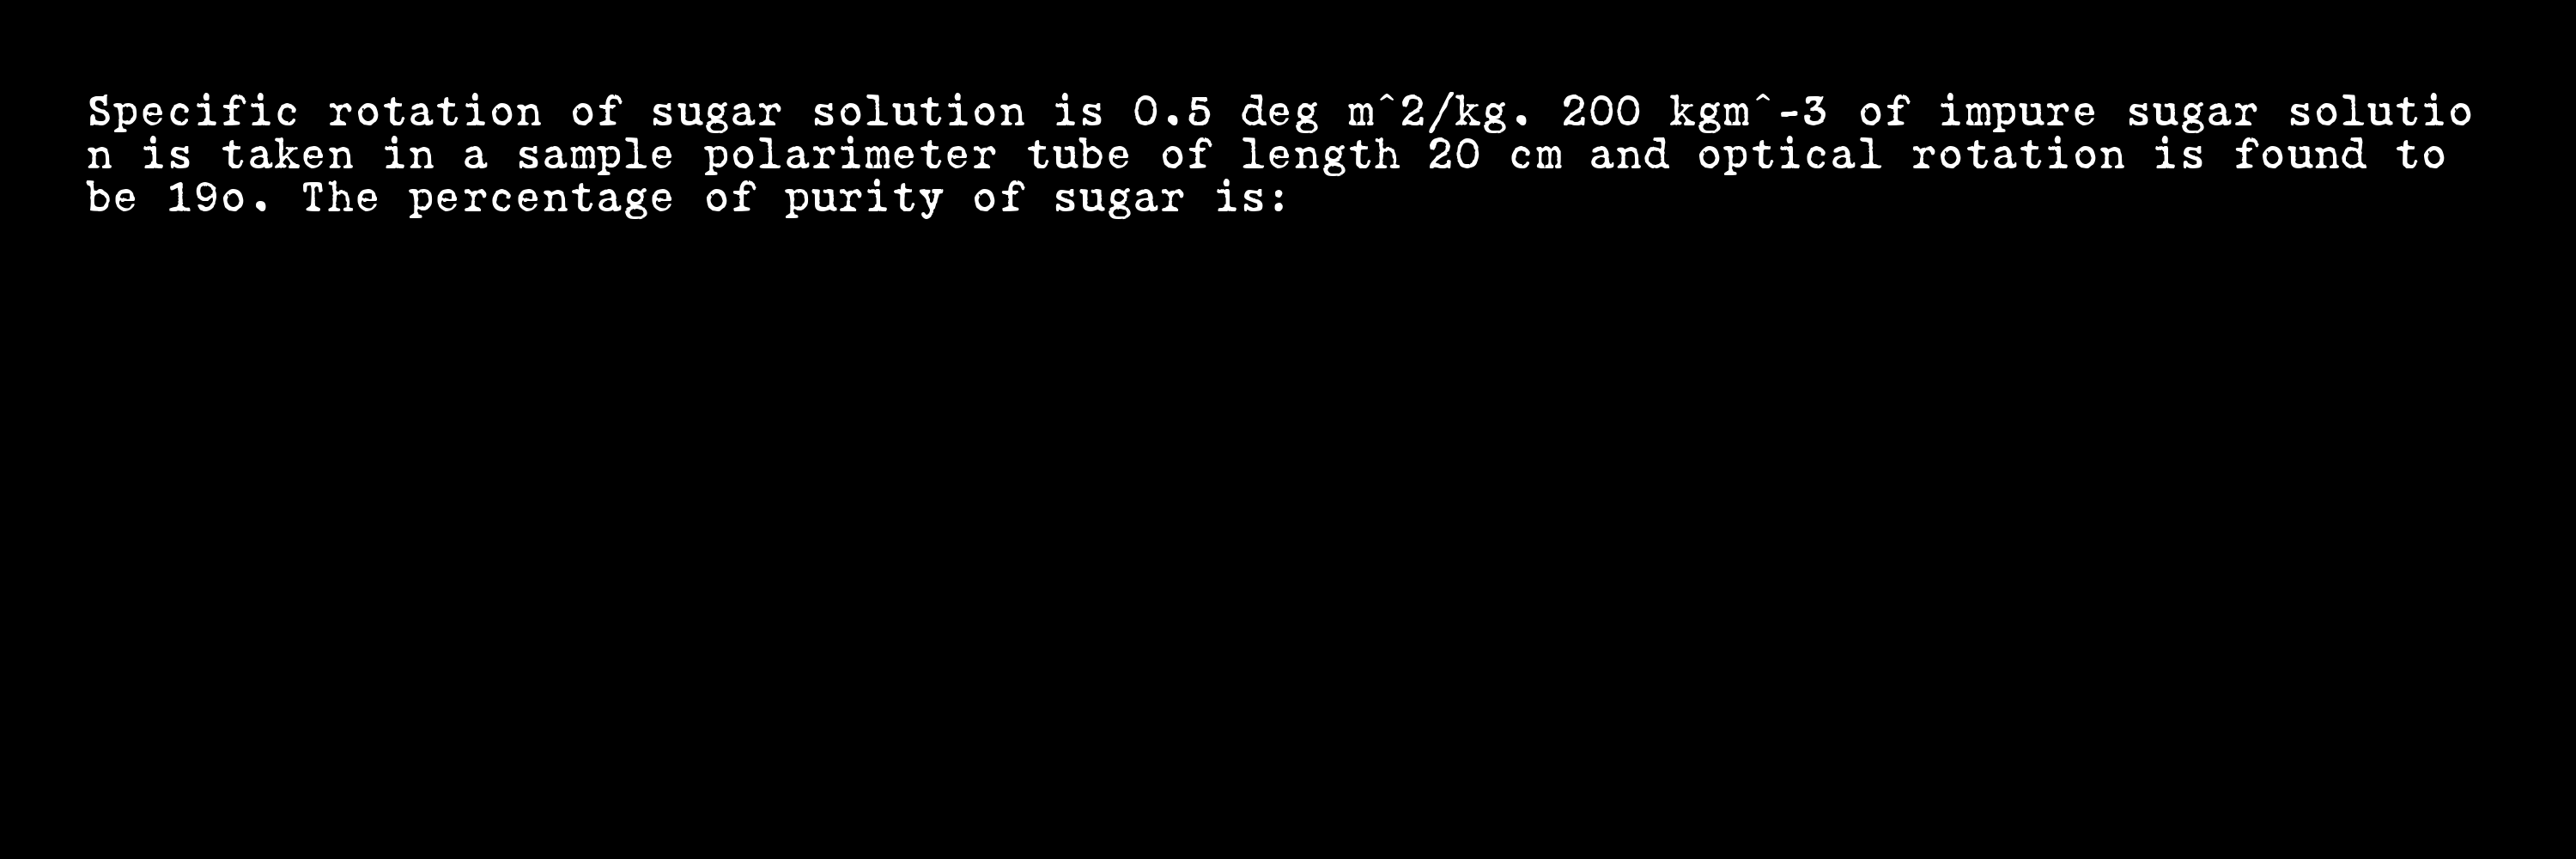 Specific rotation of sugar solution is 0.5 deg m^2/kg. 200 kgm^-3 of impure sugar solutio
n is taken in a sample polarimeter tube of length 20 cm and optical rotation is found to
be 19o. The percentage of purity of sugar is: